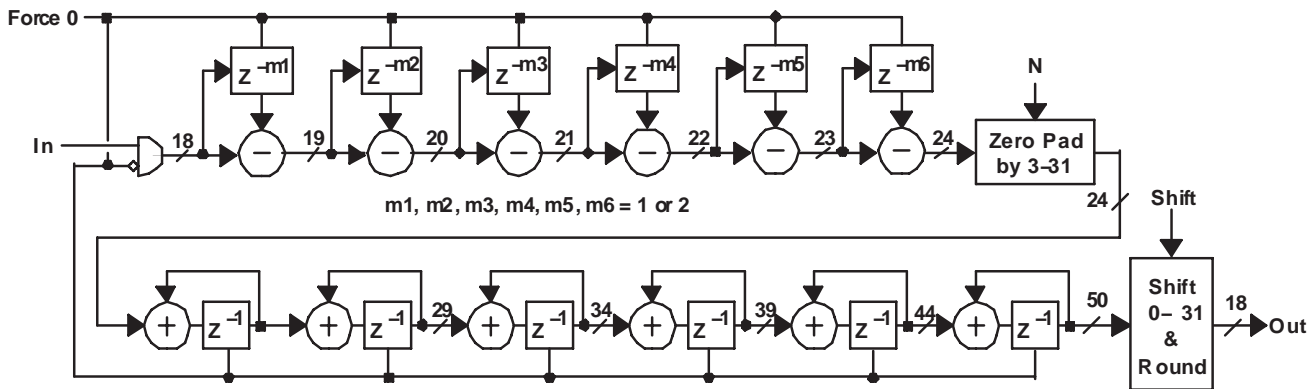 Force 0
z^-m1
z^-m2
z^-m3
z^-m4
z^-m5
z^-m6
N
In
18
−
19
−
20
−
21
−
22
−
23
−
24
Zero Pad
by 3–31
m1, m2, m3, m4, m5, m6 = 1 or 2
24
Shift
+
z^-1
+
z^-1
29
+
z^-1
34
+
z^-1
39
+
z^-1
44
+
z^-1
50
Shift
0– 31
&
Round
18
Out